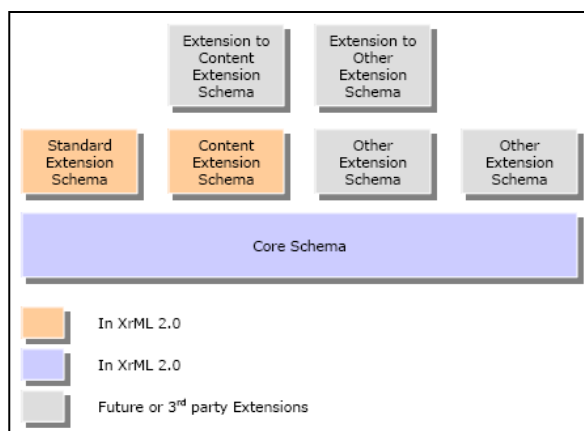 Extension to
Content
Extension
Schema
Extension to
Other
Extension
Schema
Standard
Extension
Schema
Content
Extension
Schema
Other
Extension
Schema
Other
Extension
Schema
Core Schema
In XrML 2.0
In XrML 2.0
Future or 3rd party Extensions